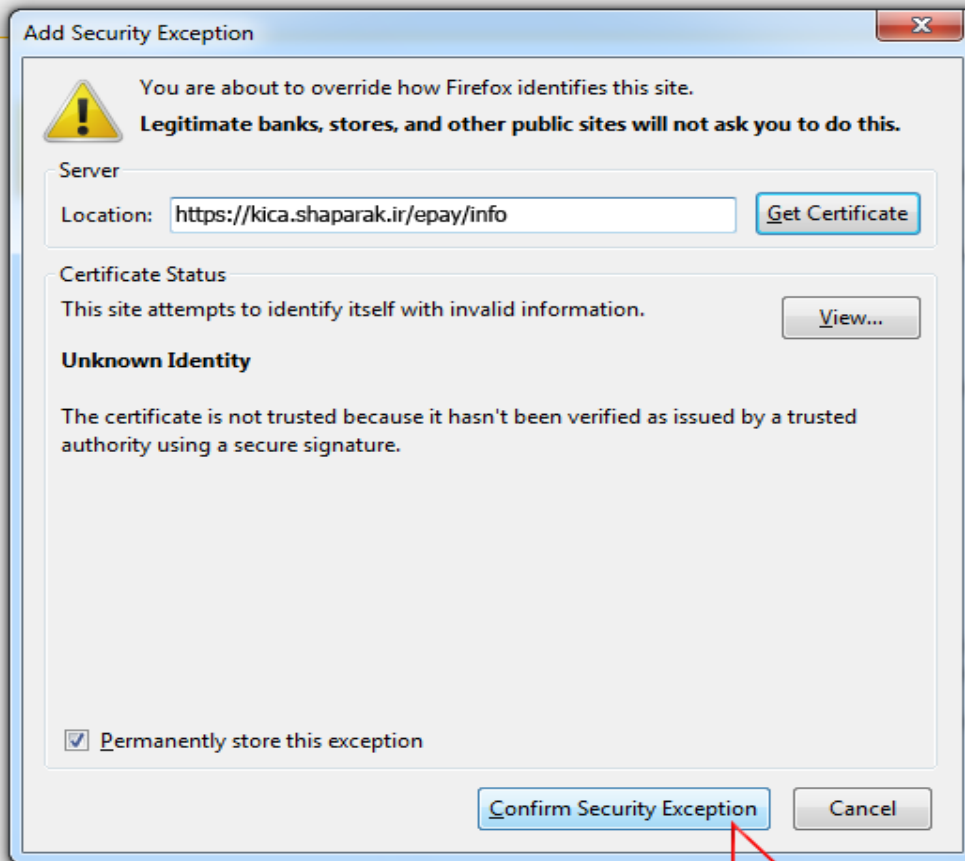 Add Security Exception
You are about to override how Firefox identifies this site.
Legitimate banks, stores, and other public sites will not ask you to do this.
Server
Location: https://kica.shaparak.ir/epay/info Get Certificate
Certificate Status
This site attempts to identify itself with invalid information. View...
Unknown Identity
The certificate is not trusted because it hasn't been verified as issued by a trusted
authority using a secure signature.
Permanently store this exception
Confirm Security Exception Cancel